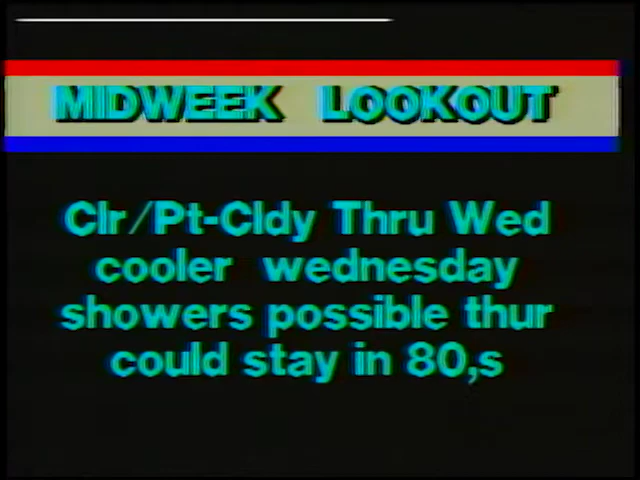 MIDWEEK LOOKOUT
Clr/Pt-Cldy Thru Wed
cooler wednesday
showers possible thur
could stay in 80,s